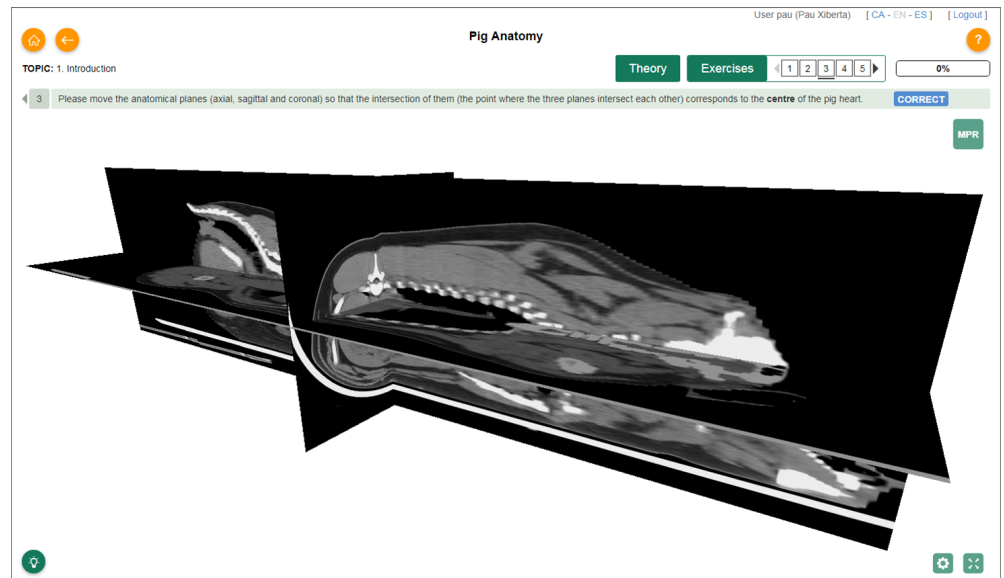 User pau (Pau Xiberta) [ CA - EN - ES ] [ Logout ]
Pig Anatomy
?
TOPIC: 1. Introduction
Theory Exercises 1 2 3 4 5 0%
3 Please move the anatomical planes (axial, sagittal and coronal) so that the intersection of them (the point where the three planes intersect each other) corresponds to the centre of the pig heart. CORRECT
MPR